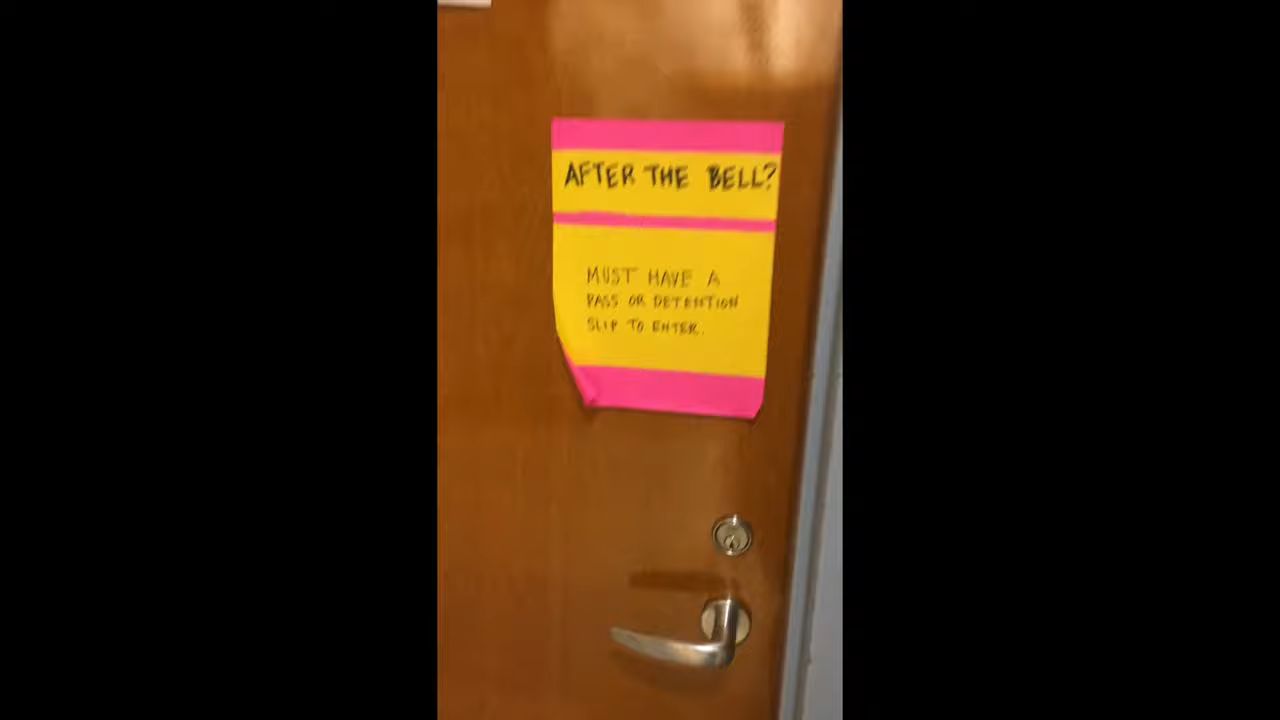 AFTER THE BELL?
MUST HAVE A
PASS OR DETENTION
SLIP TO ENTER.